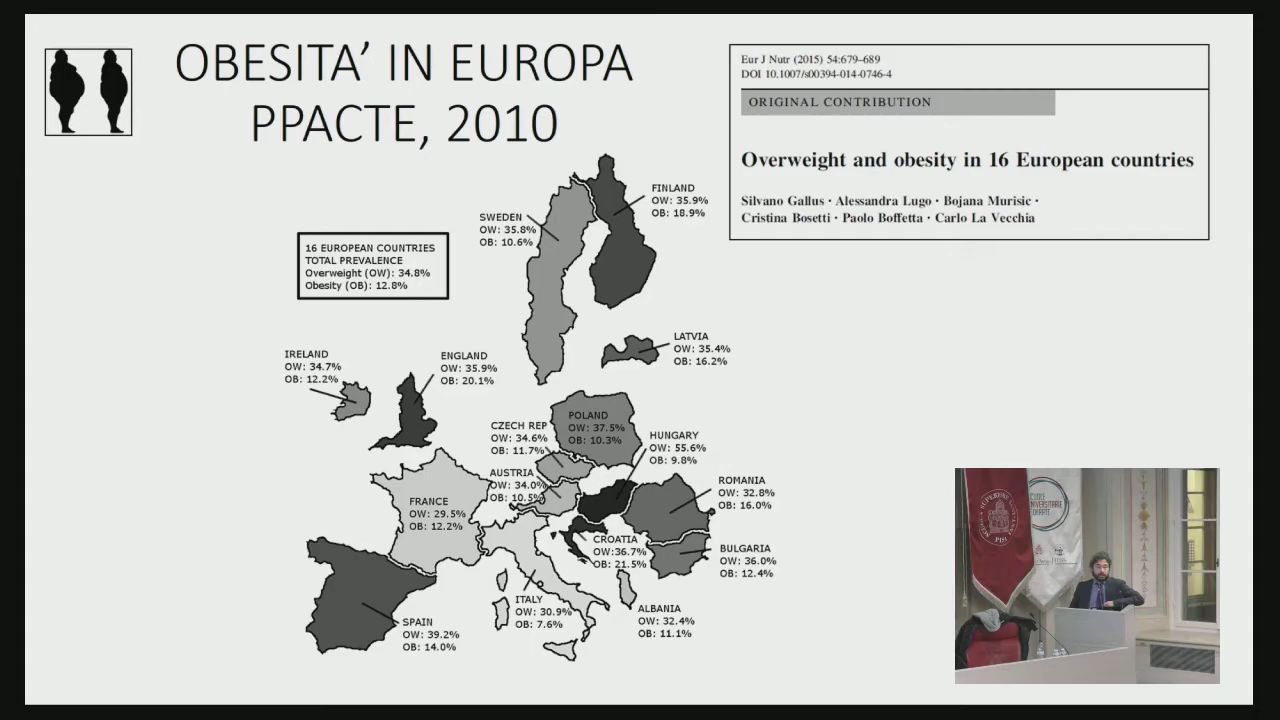 OBESITA’ IN EUROPA
PPACTE, 2010
Eur J Nutr (2015) 54:679–689
DOI 10.1007/s00394-014-0746-4
ORIGINAL CONTRIBUTION
Overweight and obesity in 16 European countries
Silvano Gallus · Alessandra Lugo · Bojana Murisic ·
Cristina Bosetti · Paolo Boffetta · Carlo La Vecchia
FINLAND
OW: 35.9%
OB: 18.9%
SWEDEN
OW: 35.8%
OB: 10.6%
16 EUROPEAN COUNTRIES
TOTAL PREVALENCE
Overweight (OW): 34.8%
Obesity (OB): 12.8%
LATVIA
OW: 35.4%
OB: 16.2%
IRELAND
OW: 34.7%
OB: 12.2%
ENGLAND
OW: 35.9%
OB: 20.1%
POLAND
OW: 37.5%
OB: 10.3%
CZECH REP
OW: 34.6%
OB: 11.7%
HUNGARY
OW: 55.6%
OB: 9.8%
AUSTRIA
OW: 34.0%
OB: 10.5%
ROMANIA
OW: 32.8%
OB: 16.0%
FRANCE
OW: 29.5%
OB: 12.2%
CROATIA
OW:36.7%
OB: 21.5%
BULGARIA
OW: 36.0%
OB: 12.4%
ITALY
OW: 30.9%
OB: 7.6%
ALBANIA
OW: 32.4%
OB: 11.1%
SPAIN
OW: 39.2%
OB: 14.0%
PISI